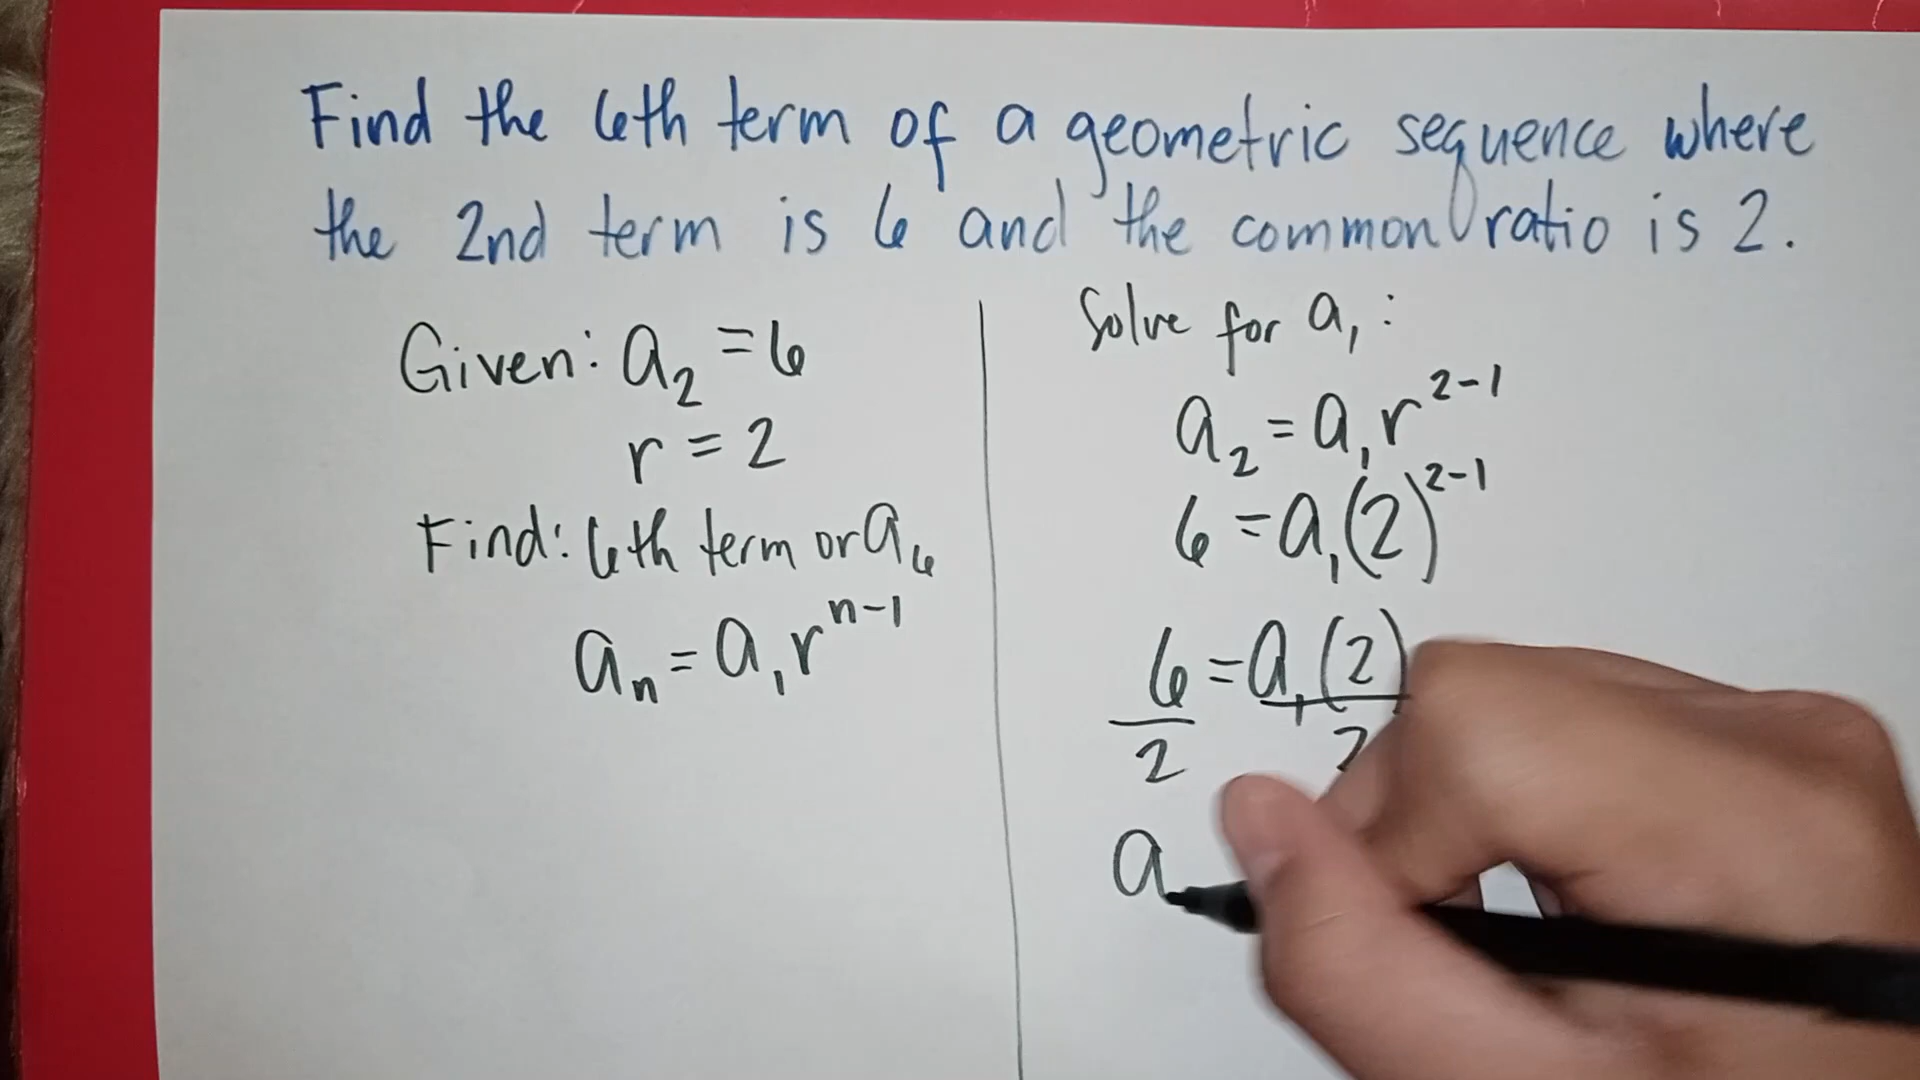 Find the 6th term of a geometric sequence where
the 2nd term is 6 and the common ratio is 2.
Given: a₂ = 6
r = 2
Find: 6th term or a₆
aₙ = a₁rⁿ⁻¹
Solve for a₁:
a₂ = a₁r²⁻¹
6 = a₁(2)²⁻¹
6 = a₁(2)
2 2
a